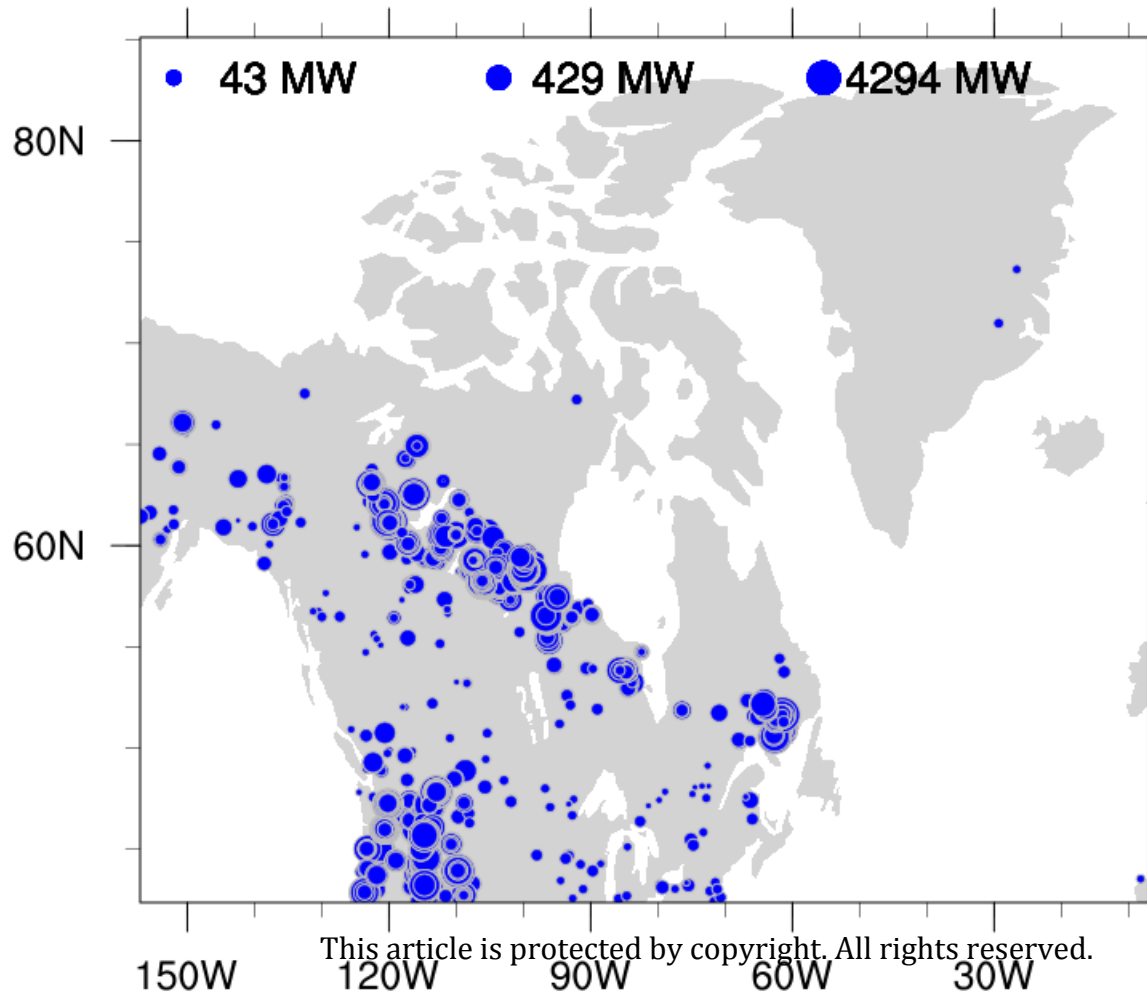 43 MW 429 MW 4294 MW
80N
60N
This article is protected by copyright. All rights reserved.
150W 120W 90W 60W 30W